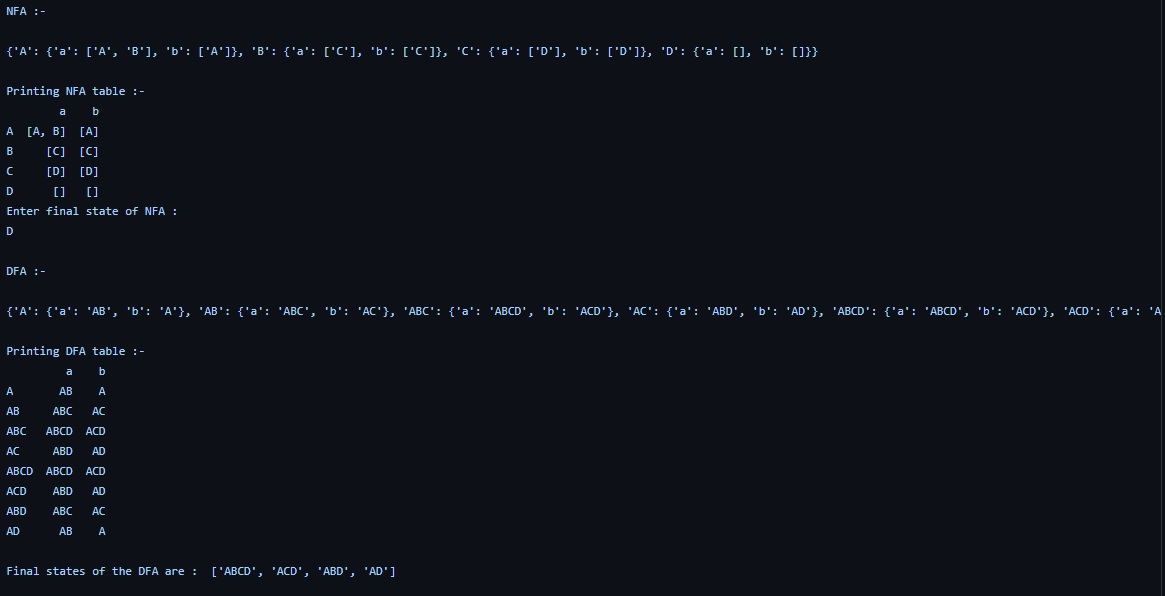 NFA :-
{'A': {'a': ['A', 'B'], 'b': ['A']}, 'B': {'a': ['C'], 'b': ['C']}, 'C': {'a': ['D'], 'b': ['D']}, 'D': {'a': [], 'b': []}}
Printing NFA table :-
a b
A [A, B] [A]
B [C] [C]
C [D] [D]
D [] []
Enter final state of NFA :
D
DFA :-
{'A': {'a': 'AB', 'b': 'A'}, 'AB': {'a': 'ABC', 'b': 'AC'}, 'ABC': {'a': 'ABCD', 'b': 'ACD'}, 'AC': {'a': 'ABD', 'b': 'AD'}, 'ABCD': {'a': 'ABCD', 'b': 'ACD'}, 'ACD': {'a': 'A
Printing DFA table :-
a b
A AB A
AB ABC AC
ABC ABCD ACD
AC ABD AD
ABCD ABCD ACD
ACD ABD AD
ABD ABC AC
AD AB A
Final states of the DFA are : ['ABCD', 'ACD', 'ABD', 'AD']